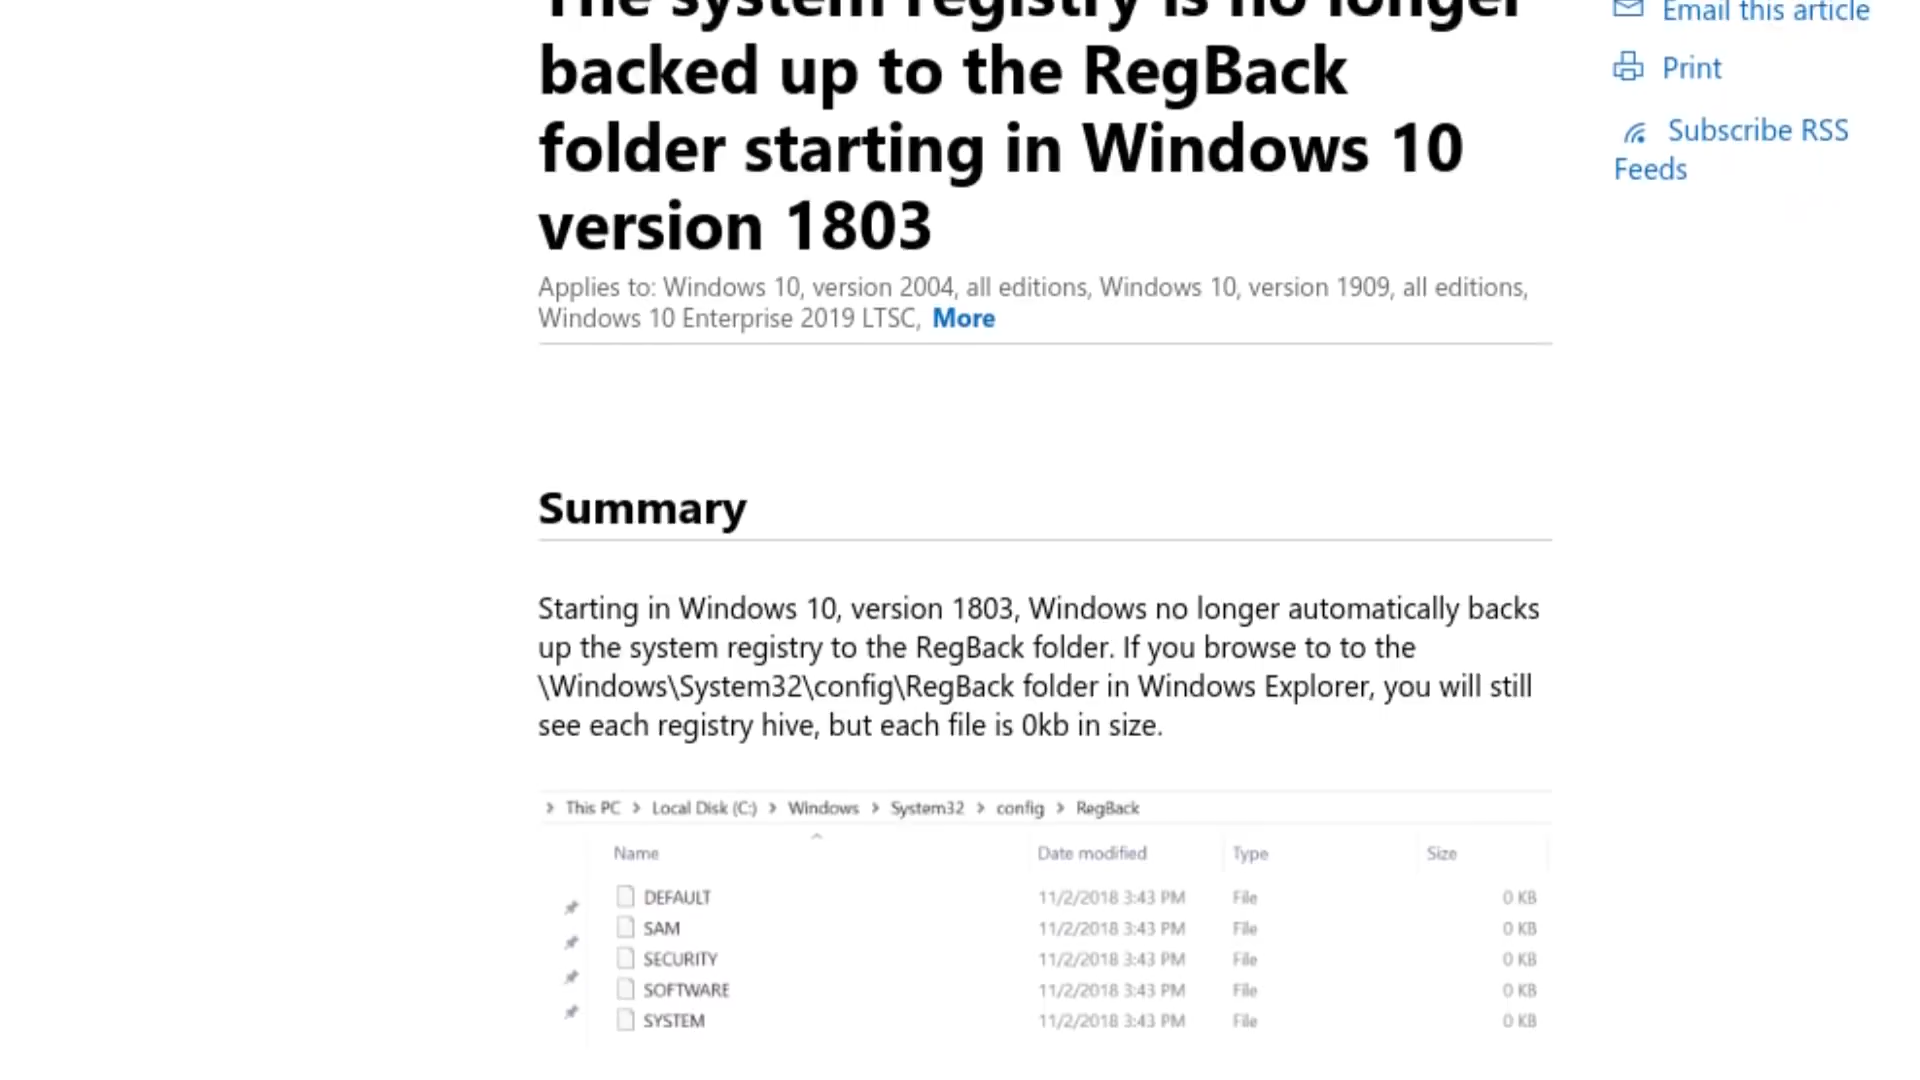 The system registry is no longer
backed up to the RegBack
folder starting in Windows 10
version 1803
Applies to: Windows 10, version 2004, all editions, Windows 10, version 1909, all editions,
Windows 10 Enterprise 2019 LTSC, More
Email this article
Print
Subscribe RSS
Feeds
Summary
Starting in Windows 10, version 1803, Windows no longer automatically backs
up the system registry to the RegBack folder. If you browse to to the
\Windows\System32\config\RegBack folder in Windows Explorer, you will still
see each registry hive, but each file is 0kb in size.
> This PC > Local Disk (C:) > Windows > System32 > config > RegBack
Name Date modified Type Size
DEFAULT 11/2/2018 3:43 PM File 0 KB
SAM 11/2/2018 3:43 PM File 0 KB
SECURITY 11/2/2018 3:43 PM File 0 KB
SOFTWARE 11/2/2018 3:43 PM File 0 KB
SYSTEM 11/2/2018 3:43 PM File 0 KB